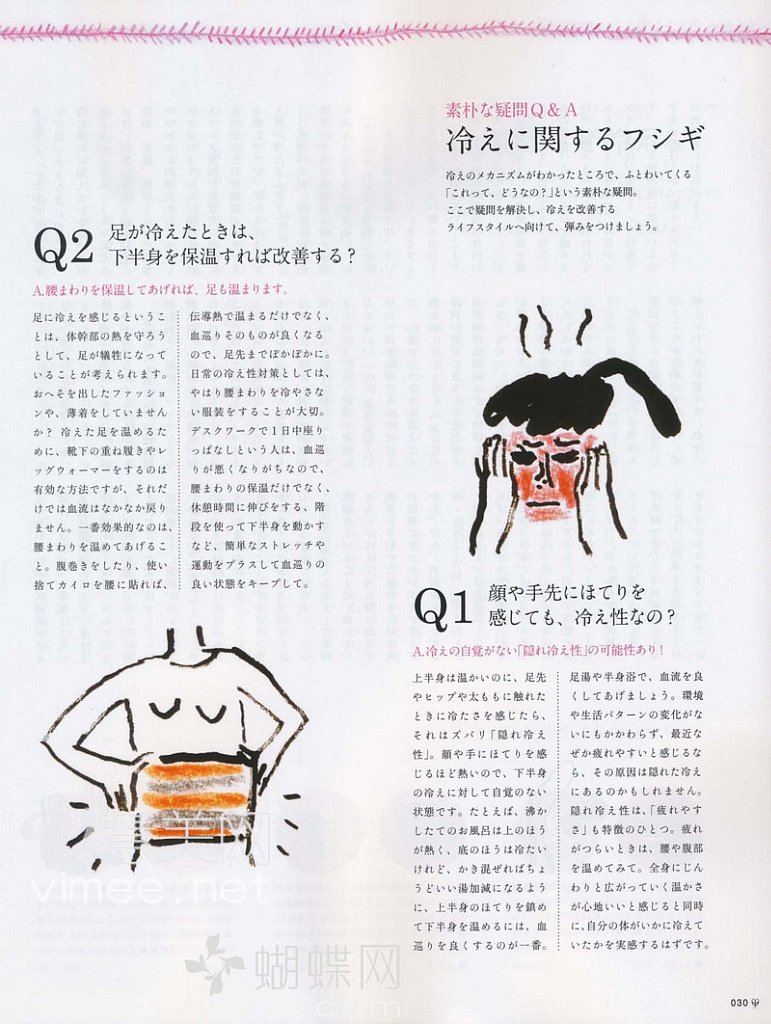 素朴な疑問Q&A
冷えに関するフシギ
冷えのメカニズムがわかったところで、ふとわいてくる
「これって、どうなの?」という素朴な疑問。
ここで疑問を解決し、冷えを改善する
ライフスタイルへ向けて、弾みをつけましょう。
Q1 顔や手先にほてりを
感じても、冷え性なの?
A.冷えの自覚がない「隠れ冷え性」の可能性あり!
上半身は温かいのに、足先
やヒップや太ももに触れた
ときに冷たさを感じたら、
それはズバリ「隠れ冷え
性」。顔や手にほてりを感
じるほど熱いので、下半身
の冷えに対して自覚のない
状態です。たとえば、沸か
したてのお風呂は上のほう
が熱く、底のほうは冷たい
けれど、かき混ぜればちょ
うどいい湯加減になるよう
に、上半身のほてりを鎮め
て下半身を温めるには、血
巡りを良くするのが一番。
足湯や半身浴で、血流を良
くしてあげましょう。環境
や生活パターンの変化がな
いにもかかわらず、最近な
ぜか疲れやすいと感じるな
ら、その原因は隠れた冷え
にあるのかもしれません。
隠れ冷え性は、「疲れやす
さ」も特徴のひとつ。疲れ
がつらいときは、腰や腹部
を温めてみて。全身にじん
わりと広がっていく温かさ
が心地いいと感じると同時
に、自分の体がいかに冷えて
いたかを実感するはずです。
Q2 足が冷えたときは、
下半身を保温すれば改善する?
A.腰まわりを保温してあげれば、足も温まります。
足に冷えを感じるというこ
とは、体幹部の熱を守ろう
として、足が犠牲になって
いることが考えられます。
おへそを出したファッショ
ンや、薄着をしていません
か? 冷えた足を温めるた
めに、靴下の重ね履きやレ
ッグウォーマーをするのは
有効な方法ですが、それだ
けでは血流はなかなか戻り
ません。一番効果的なのは、
腰まわりを温めてあげるこ
と。腹巻きをしたり、使い
捨てカイロを腰に貼れば、
伝導熱で温まるだけでなく、
血巡りそのものが良くなる
ので、足先までぽかぽかに。
日常の冷え性対策としては、
やはり腰まわりを冷やさな
い服装をすることが大切。
デスクワークで1日中座り
っぱなしという人は、血巡
りが悪くなりがちなので、
腰まわりの保温だけでなく、
休憩時間に伸びをする、階
段を使って下半身を動かす
など、簡単なストレッチや
運動をプラスして血巡りの
良い状態をキープして。
vimee.net
蝴蝶网
.com
030